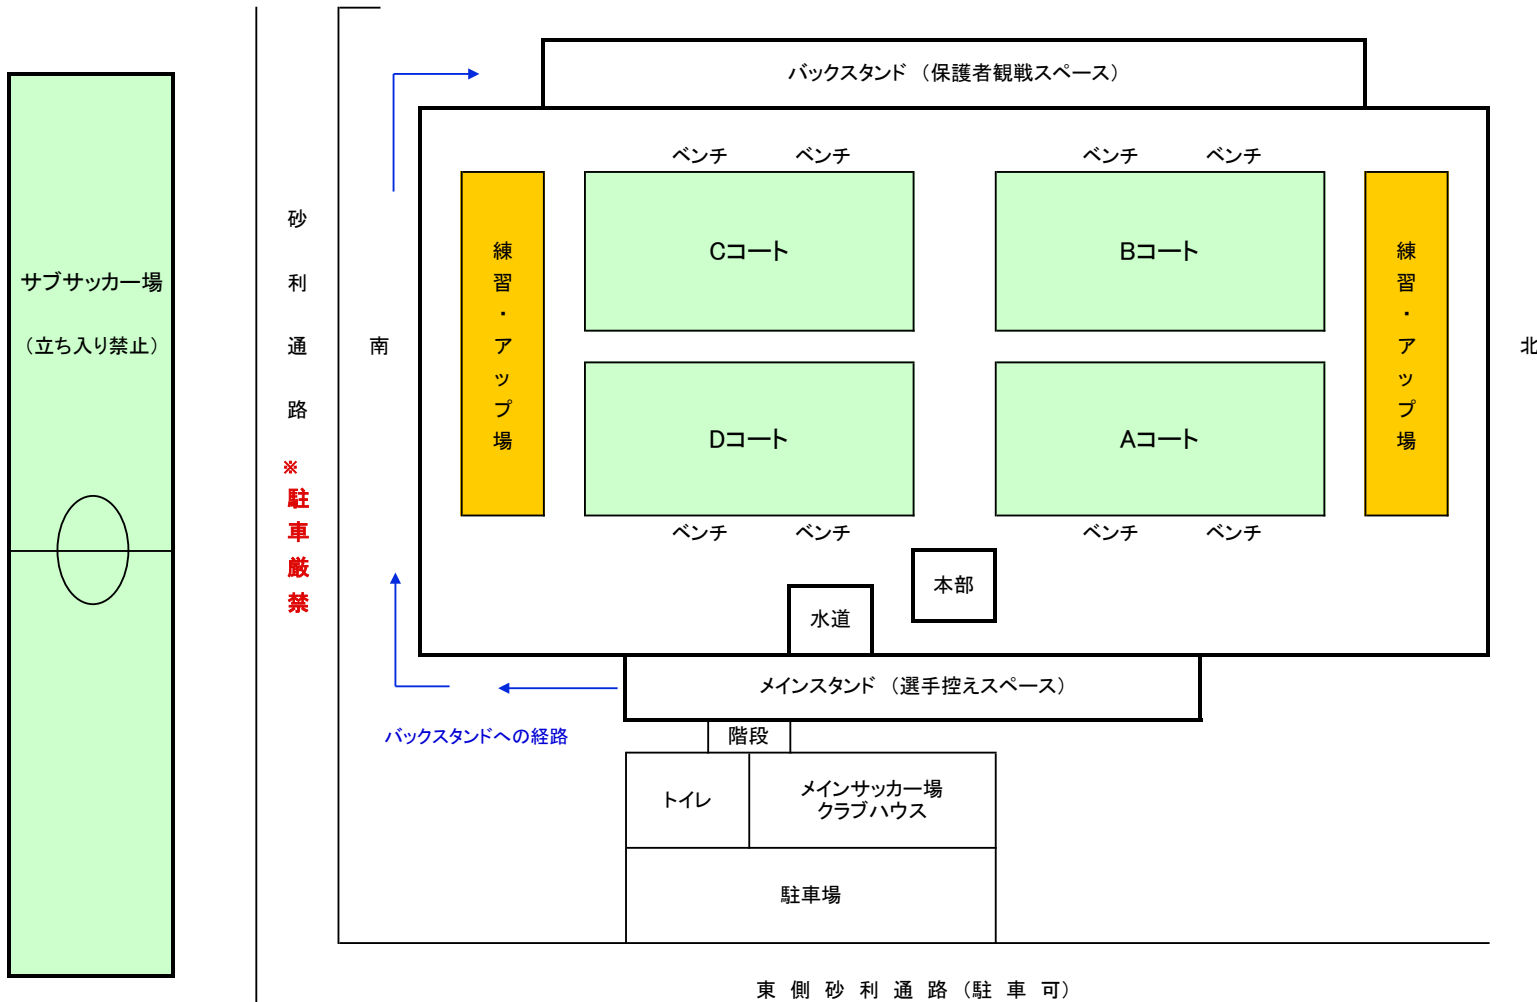 バックスタンド （保護者観戦スペース）
ベンチ ベンチ ベンチ ベンチ
サブサッカー場
（立ち入り禁止）
砂利通路
※駐車厳禁
南
練習・アップ場
Cコート
Bコート
練習・アップ場
北
Dコート
Aコート
ベンチ ベンチ ベンチ ベンチ
本部
水道
メインスタンド （選手控えスペース）
バックスタンドへの経路
階段
トイレ
メインサッカー場
クラブハウス
駐車場
東側砂利通路（駐車可）